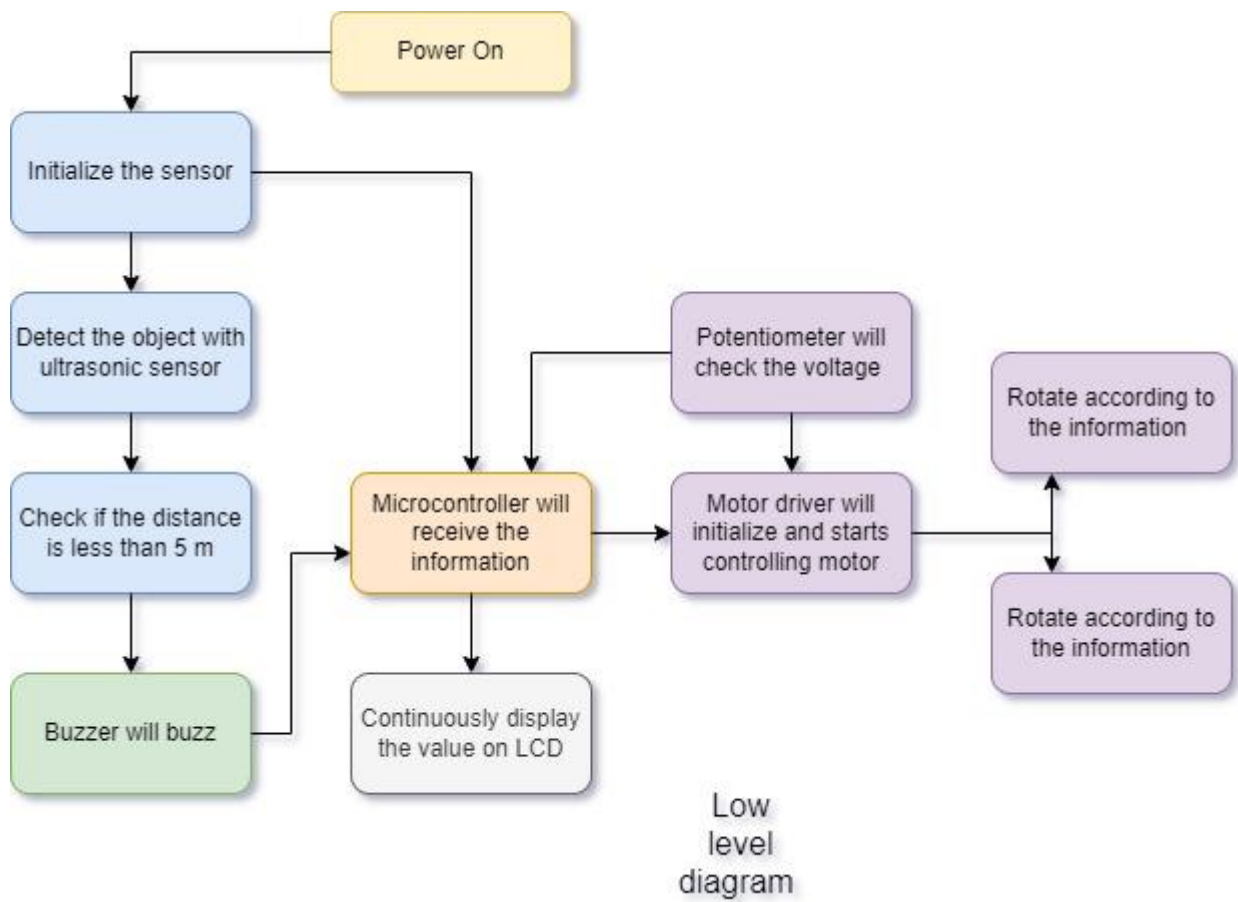 Power On
Initialize the sensor
Detect the object with
ultrasonic sensor
Potentiometer will
check the voltage
Rotate according to
the information
Check if the distance
is less than 5 m
Microcontroller will
receive the
information
Motor driver will
initialize and starts
controlling motor
Rotate according to
the information
Buzzer will buzz
Continuously display
the value on LCD
Low
level
diagram